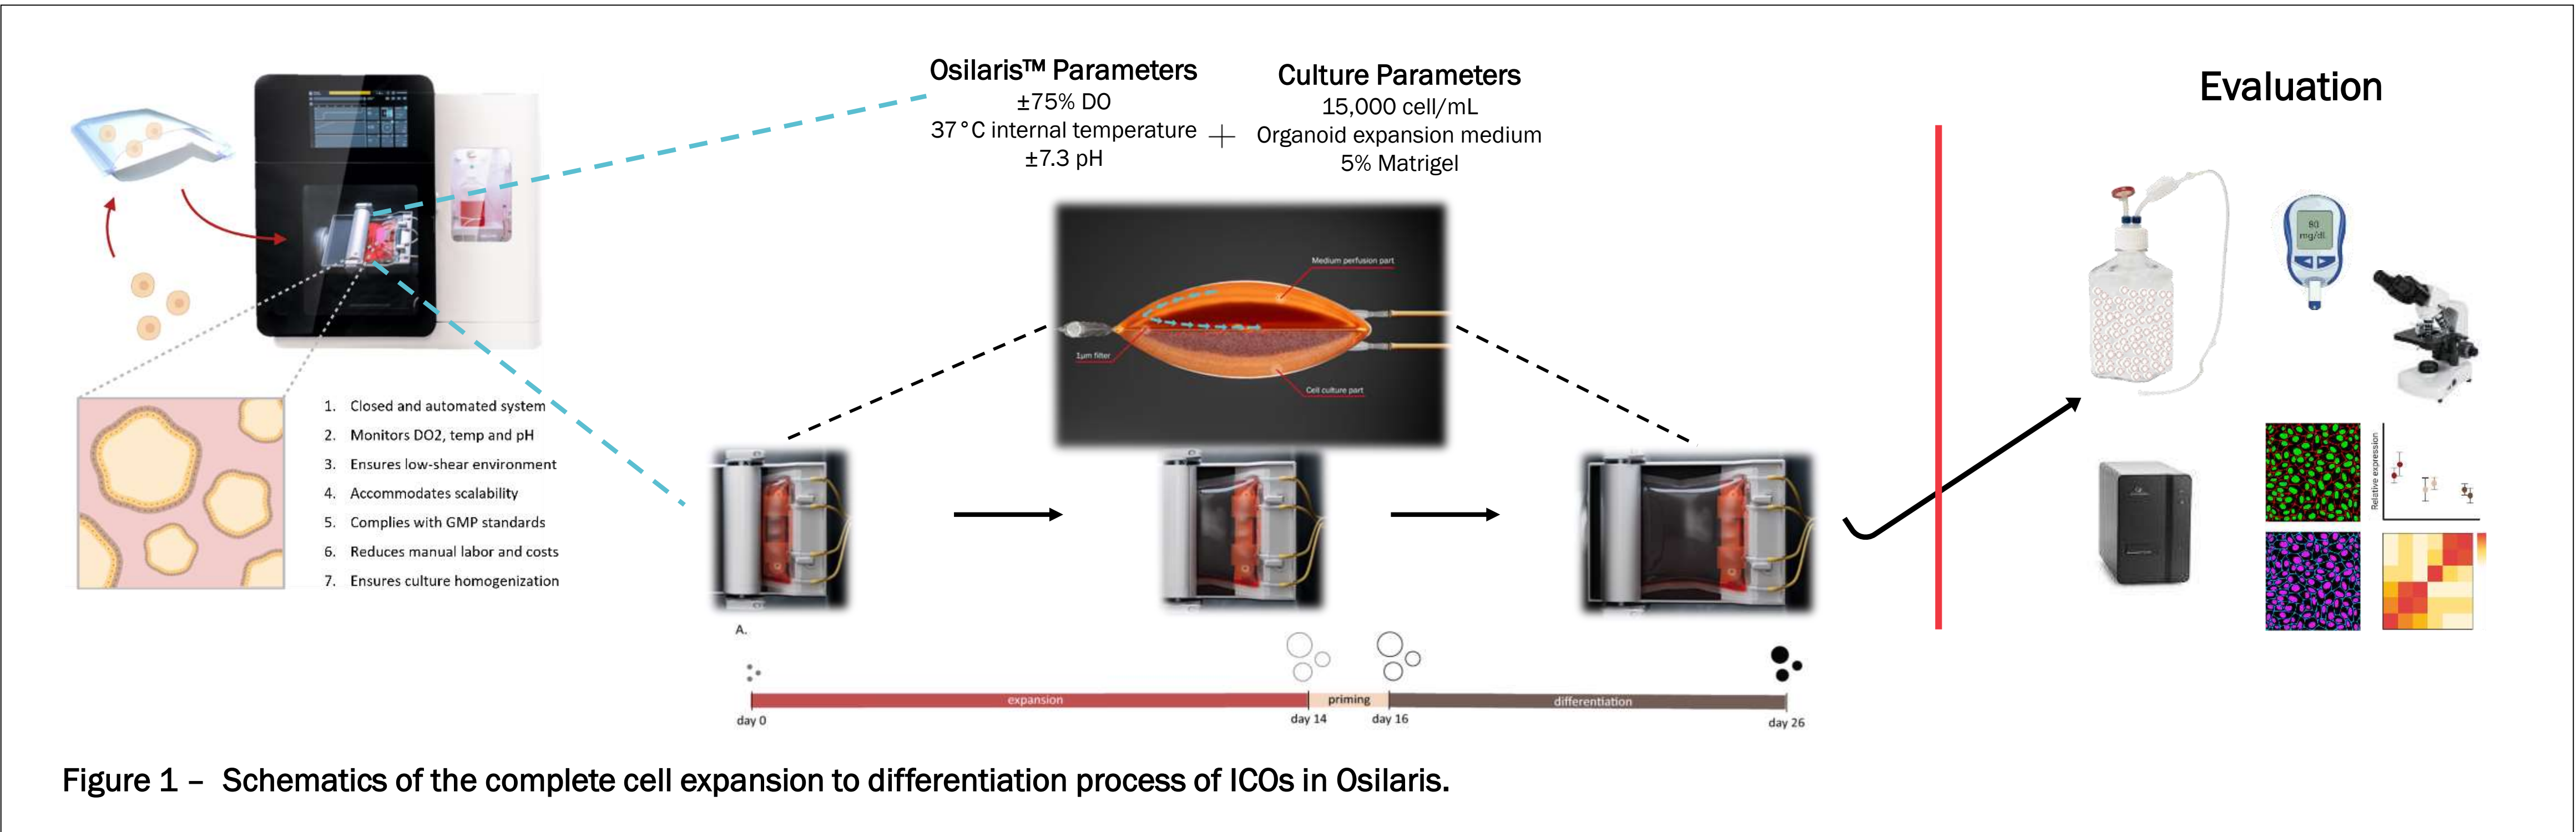 Osilaris™ Parameters
±75% DO
37°C internal temperature
±7.3 pH
+
Culture Parameters
15,000 cell/mL
Organoid expansion medium
5% Matrigel
Evaluation
Medium perfusion part
1µm filter
Cell culture part
80
mg/dL
1. Closed and automated system
2. Monitors DO2, temp and pH
3. Ensures low-shear environment
4. Accommodates scalability
5. Complies with GMP standards
6. Reduces manual labor and costs
7. Ensures culture homogenization
Relative expression
A.
expansion
priming
differentiation
day 0
day 14
day 16
day 26
Figure 1 – Schematics of the complete cell expansion to differentiation process of ICOs in Osilaris.